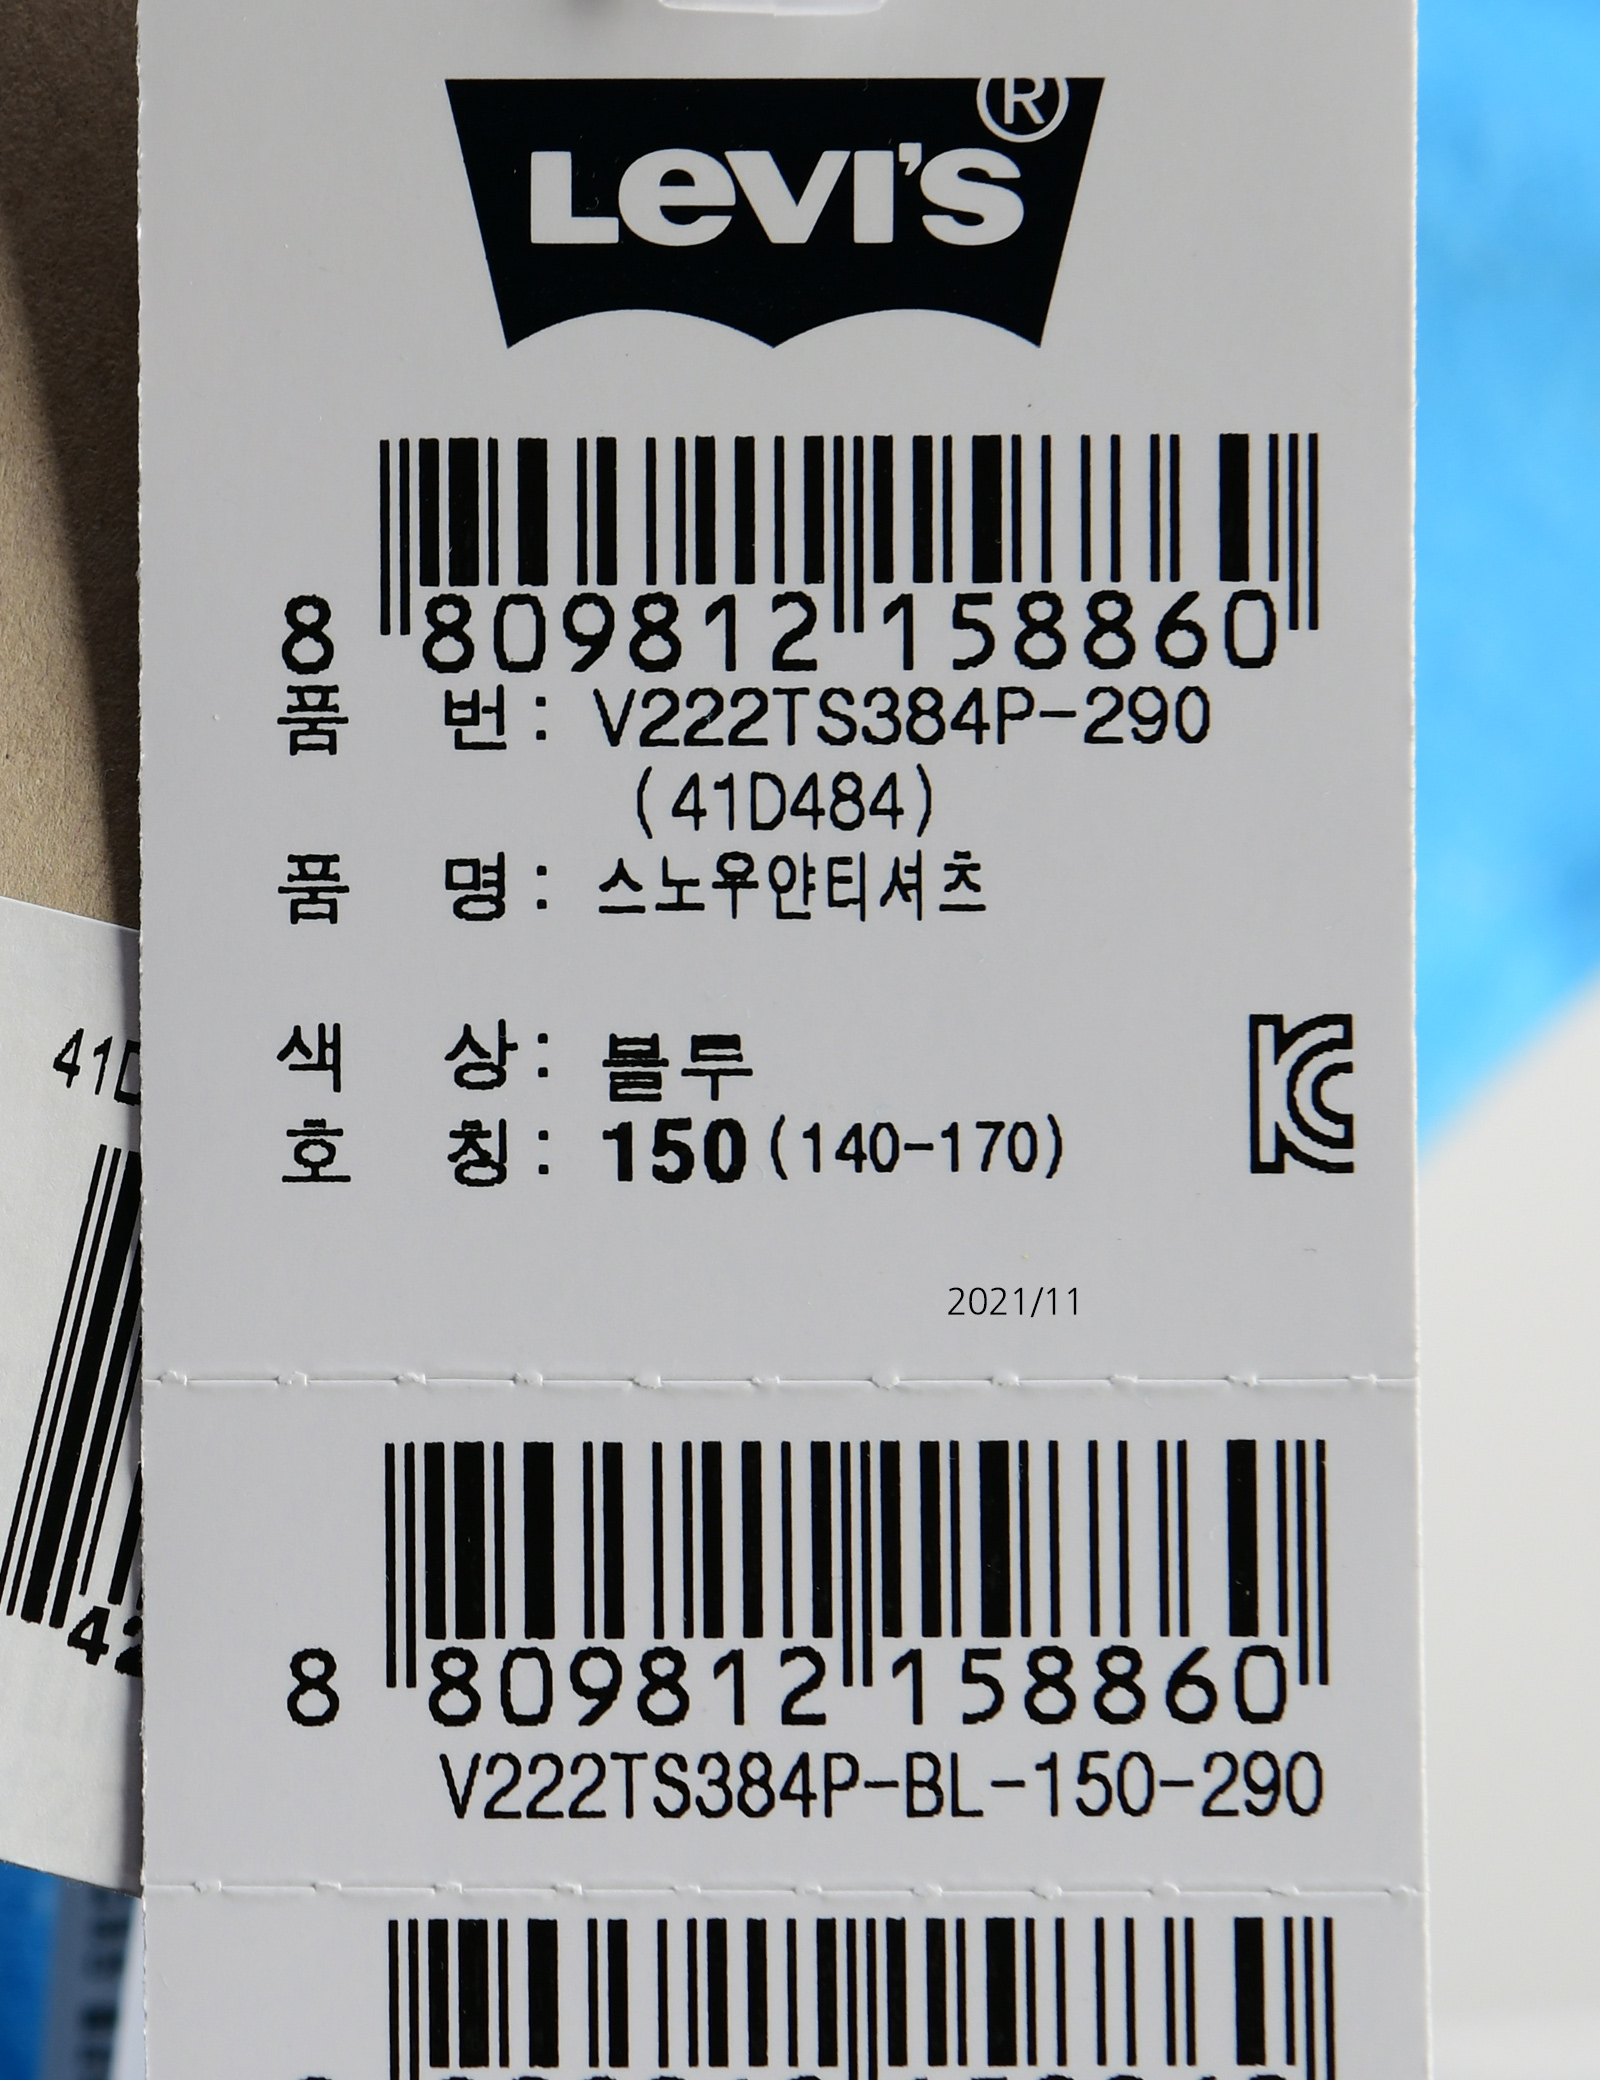 LEVI'S®
8 809812 158860
품 번: V222TS384P-290
(41D484)
품 명: 스노우얀티셔츠
색 상: 블루
호 칭: 150(140-170)
2021/11
8 809812 158860
V222TS384P-BL-150-290
41D
42